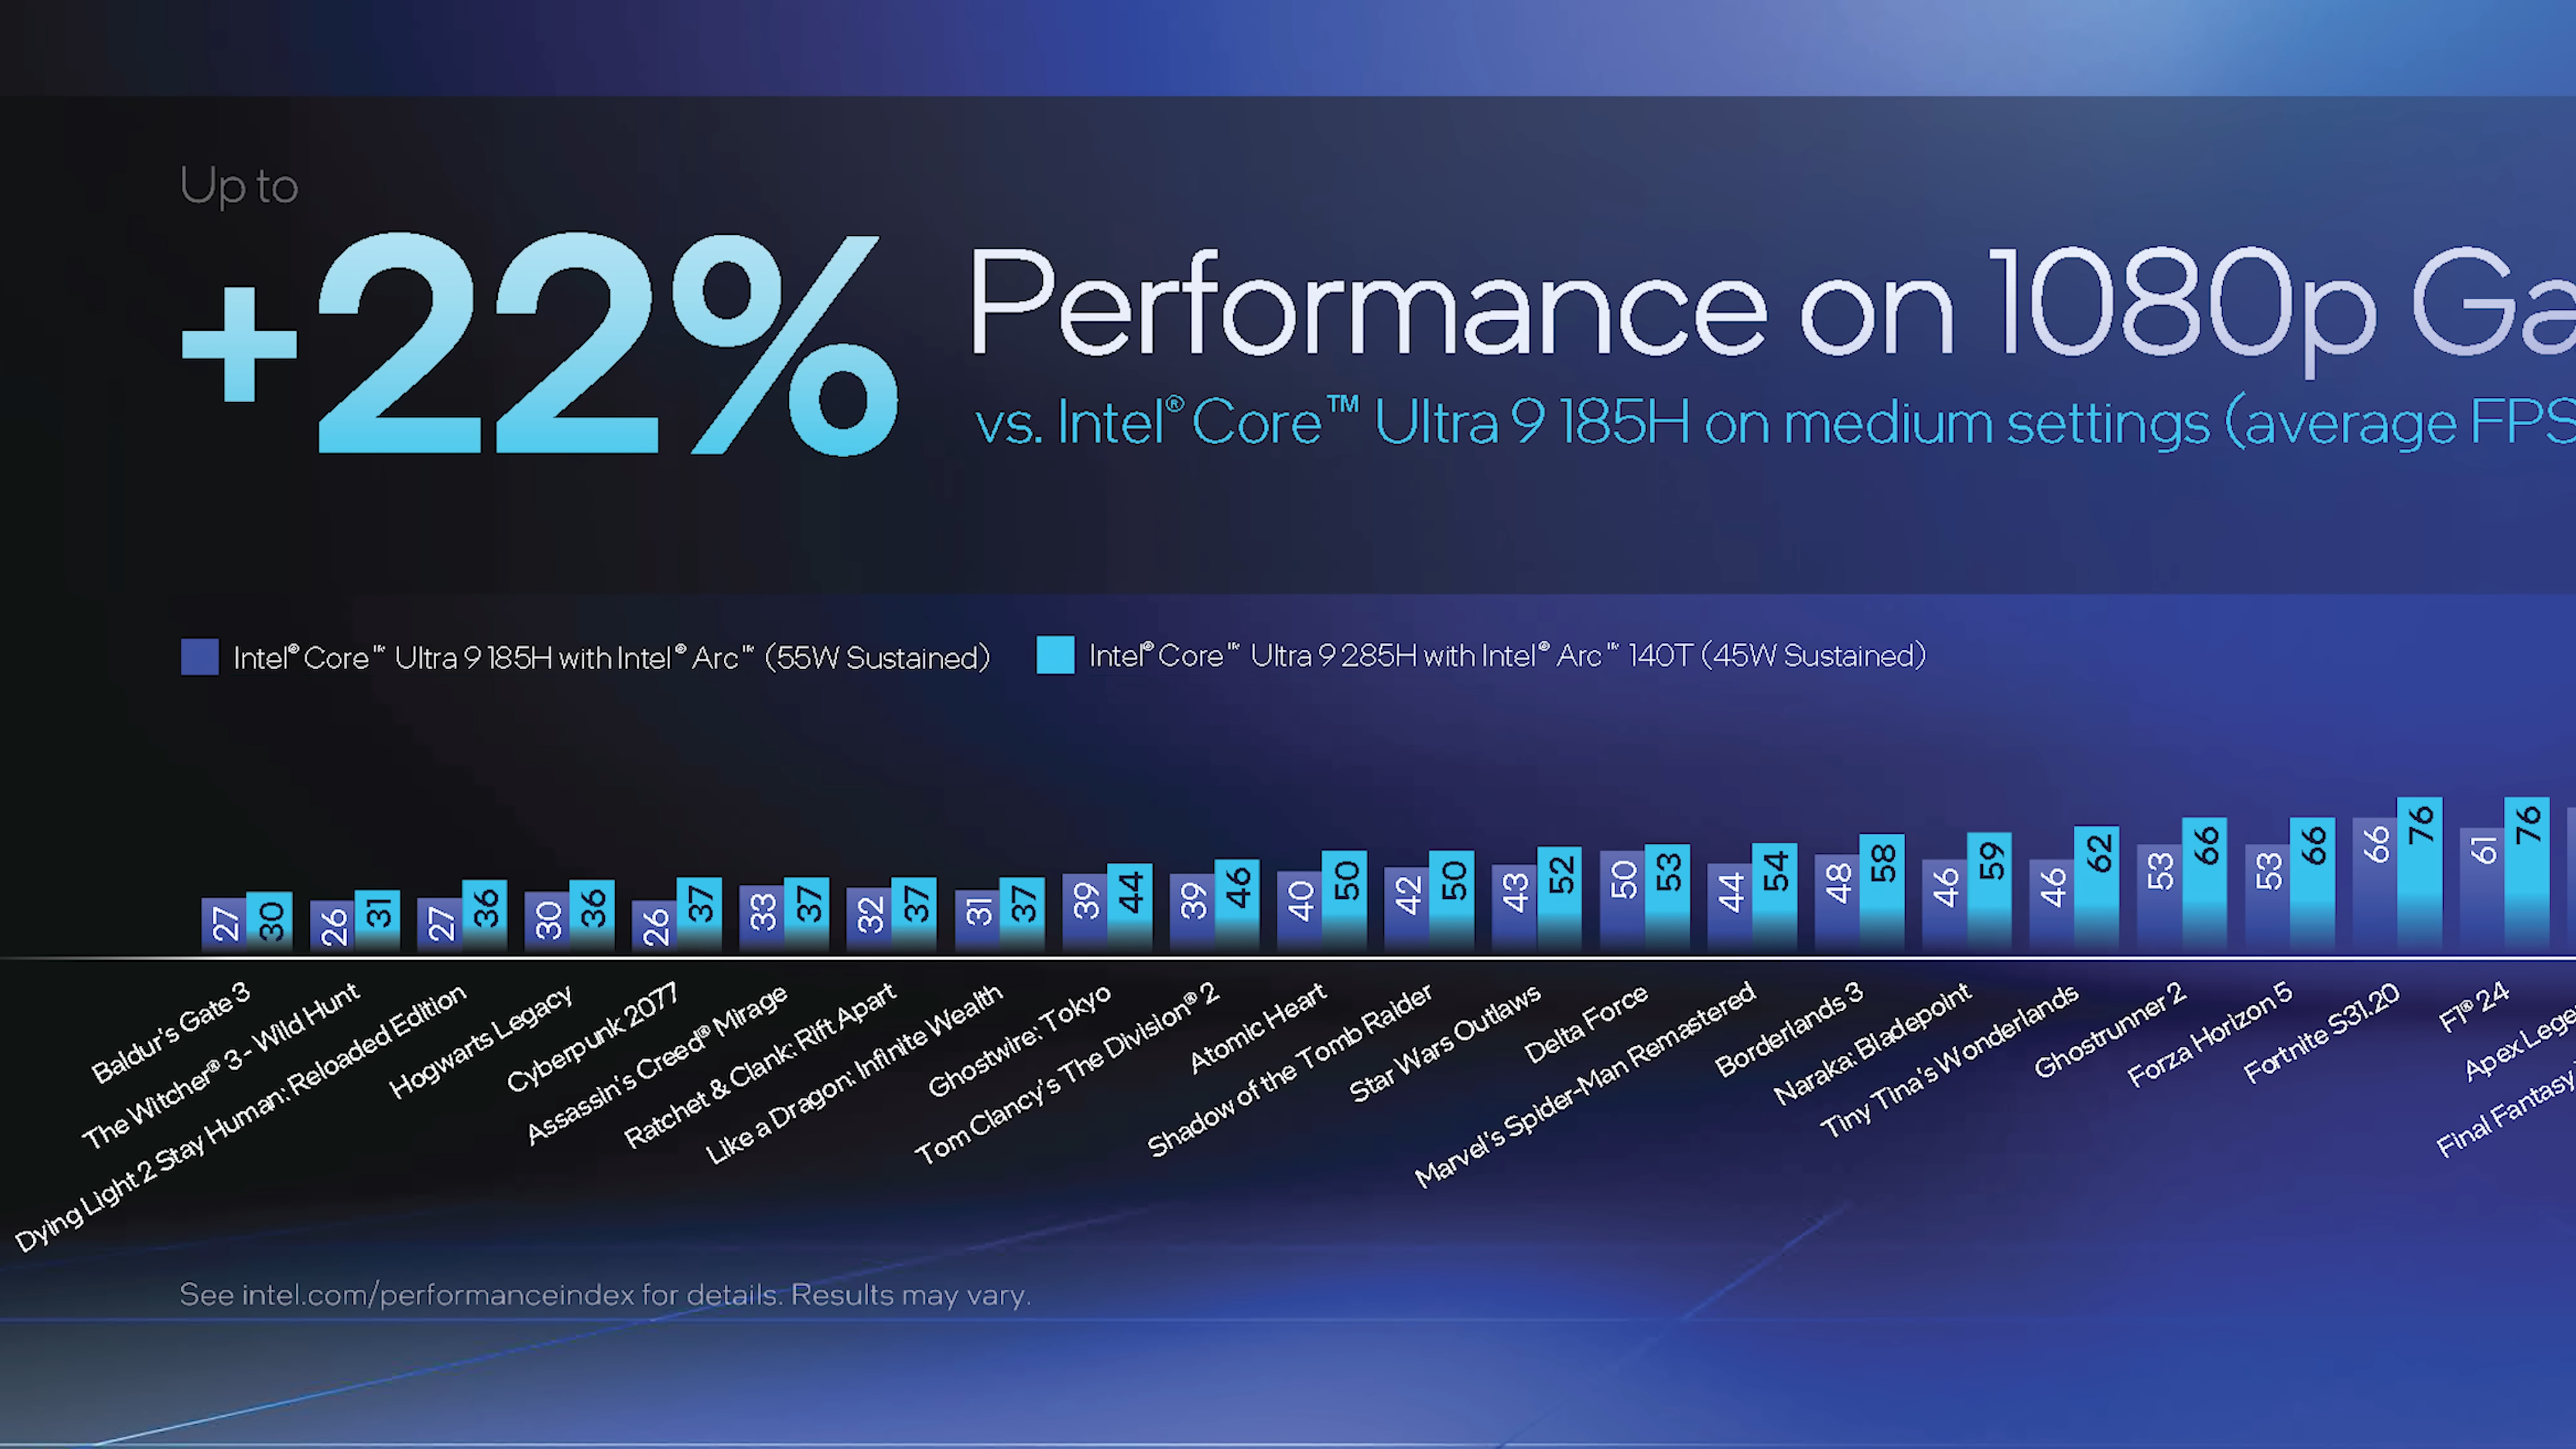 Up to
+22%
Performance on 1080p Ga
vs. Intel® Core™ Ultra 9 185H on medium settings (average FPS
Intel® Core™ Ultra 9 185H with Intel® Arc™ (55W Sustained)
Intel® Core™ Ultra 9 285H with Intel® Arc™ 140T (45W Sustained)
27 30
26 31
27 36
30 36
26 37
33 37
32 37
31 37
39 44
39 46
40 50
42 50
43 52
50 53
44 54
48 58
46 59
46 62
53 66
53 66
66 76
61 76
Baldur's Gate 3
The Witcher® 3 - Wild Hunt
Dying Light 2 Stay Human: Reloaded Edition
Hogwarts Legacy
Cyberpunk 2077
Assassin's Creed® Mirage
Ratchet & Clank: Rift Apart
Like a Dragon: Infinite Wealth
Ghostwire: Tokyo
Tom Clancy's The Division® 2
Atomic Heart
Shadow of the Tomb Raider
Star Wars Outlaws
Delta Force
Marvel's Spider-Man Remastered
Borderlands 3
Naraka: Bladepoint
Tiny Tina's Wonderlands
Ghostrunner 2
Forza Horizon 5
Fortnite S31.20
F1® 24
Apex Lege
Final Fantasy
See intel.com/performanceindex for details. Results may vary.